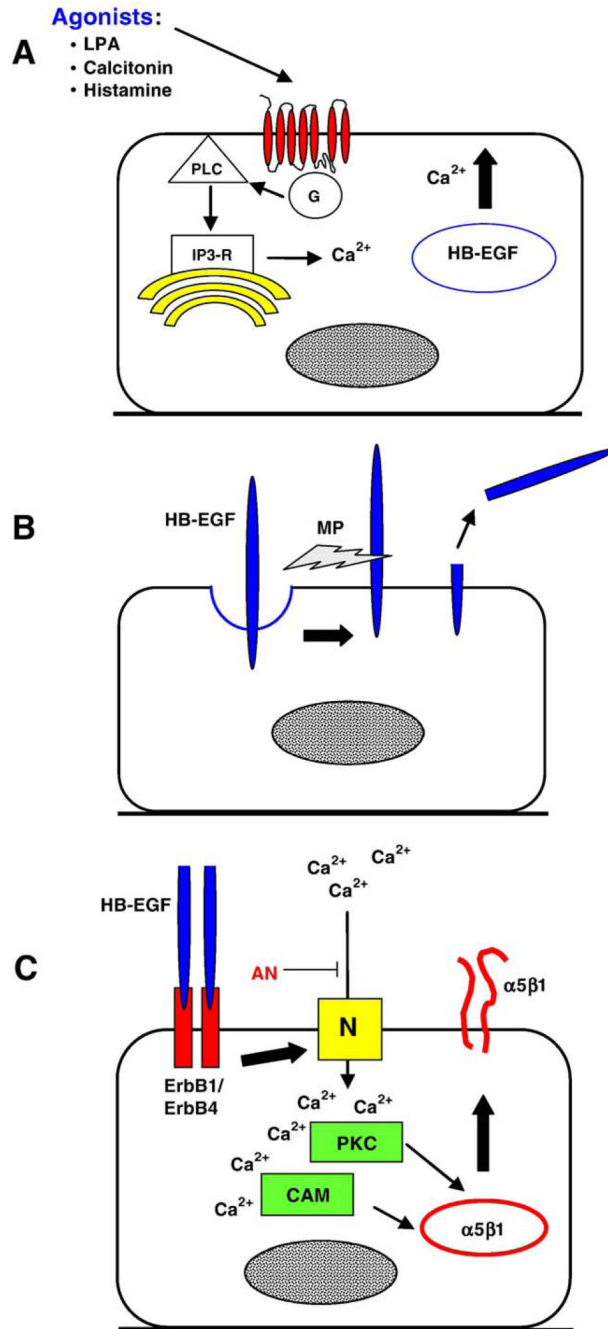 Agonists:
• LPA
• Calcitonin
• Histamine
A
PLC
G
IP3-R
Ca2+
Ca2+
HB-EGF
B
HB-EGF
MP
C
HB-EGF
Ca2+
Ca2+
Ca2+
AN
N
α5β1
ErbB1/
ErbB4
Ca2+
Ca2+
Ca2+
PKC
Ca2+
Ca2+
CAM
α5β1